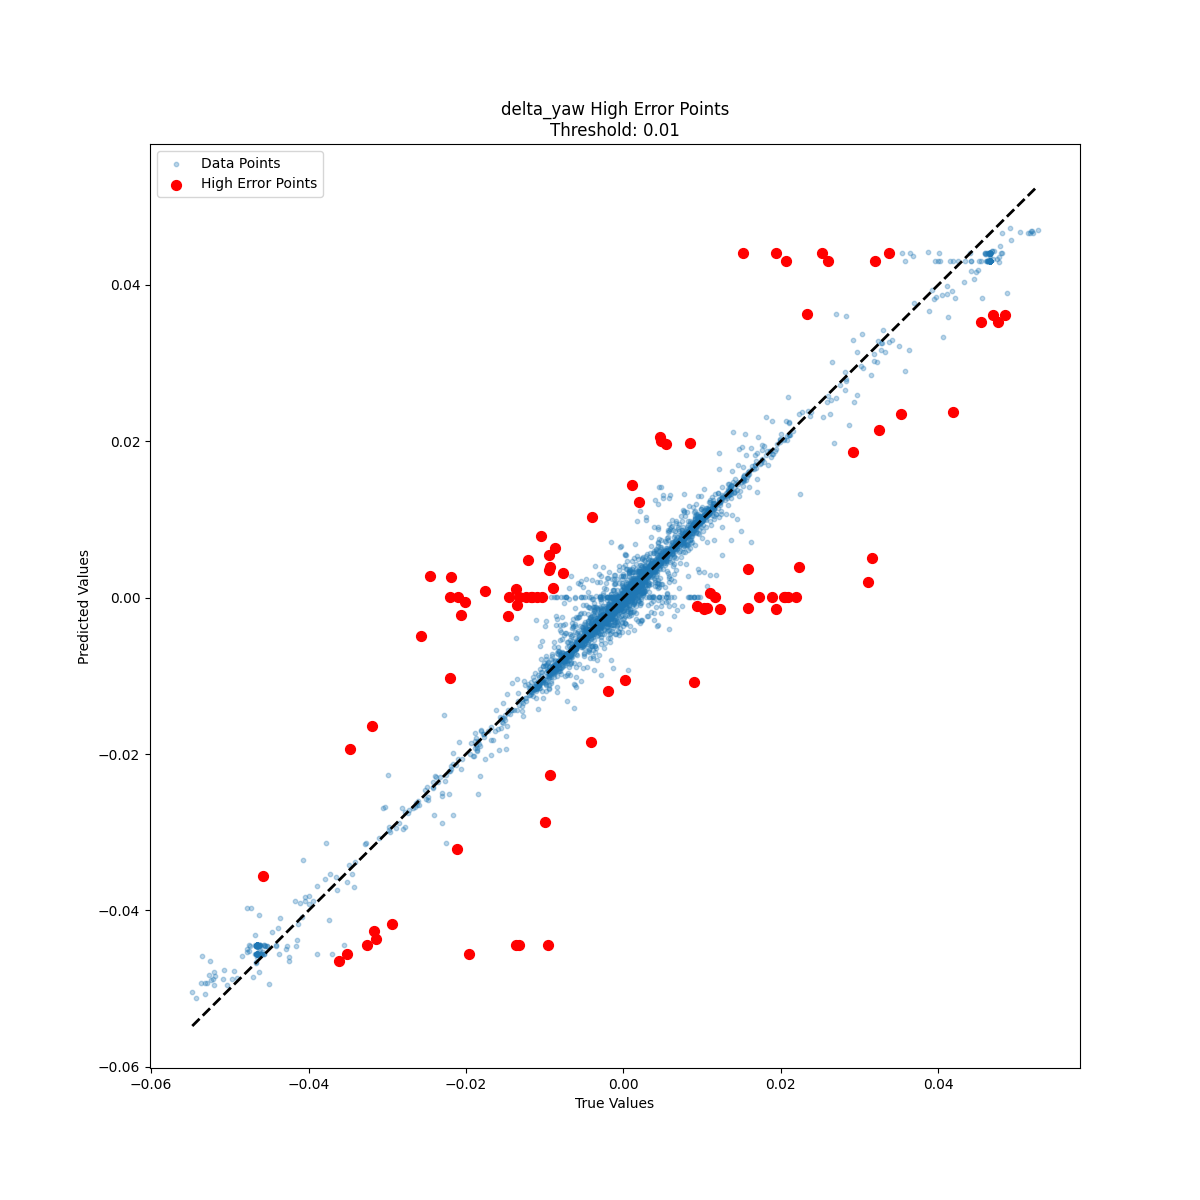 delta_yaw High Error Points
Threshold: 0.01
Data Points
High Error Points
0.04
0.02
0.00
−0.02
−0.04
−0.06
Predicted Values
−0.06
−0.04
−0.02
0.00
0.02
0.04
True Values